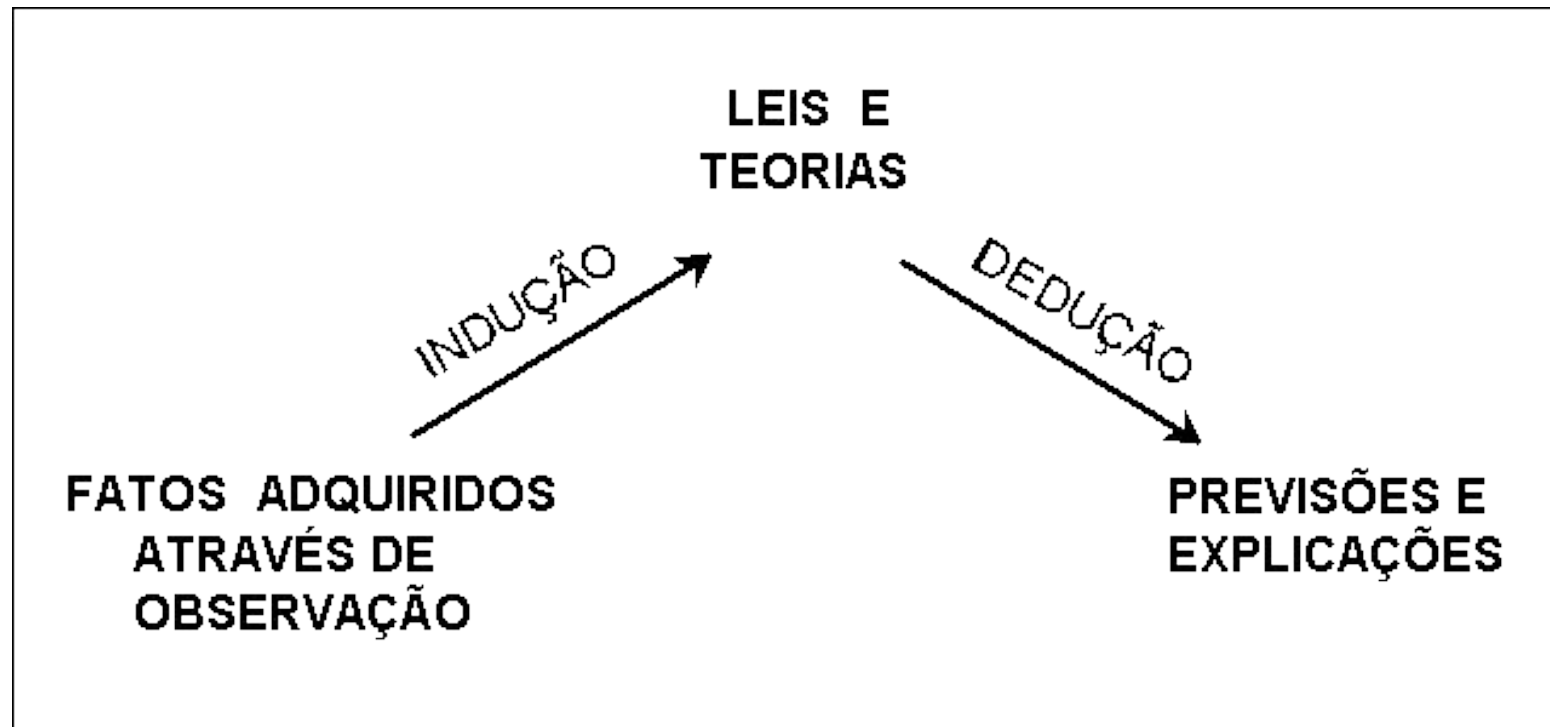 LEIS E
TEORIAS
INDUÇÃO
DEDUÇÃO
FATOS ADQUIRIDOS
ATRAVÉS DE
OBSERVAÇÃO
PREVISÕES E
EXPLICAÇÕES